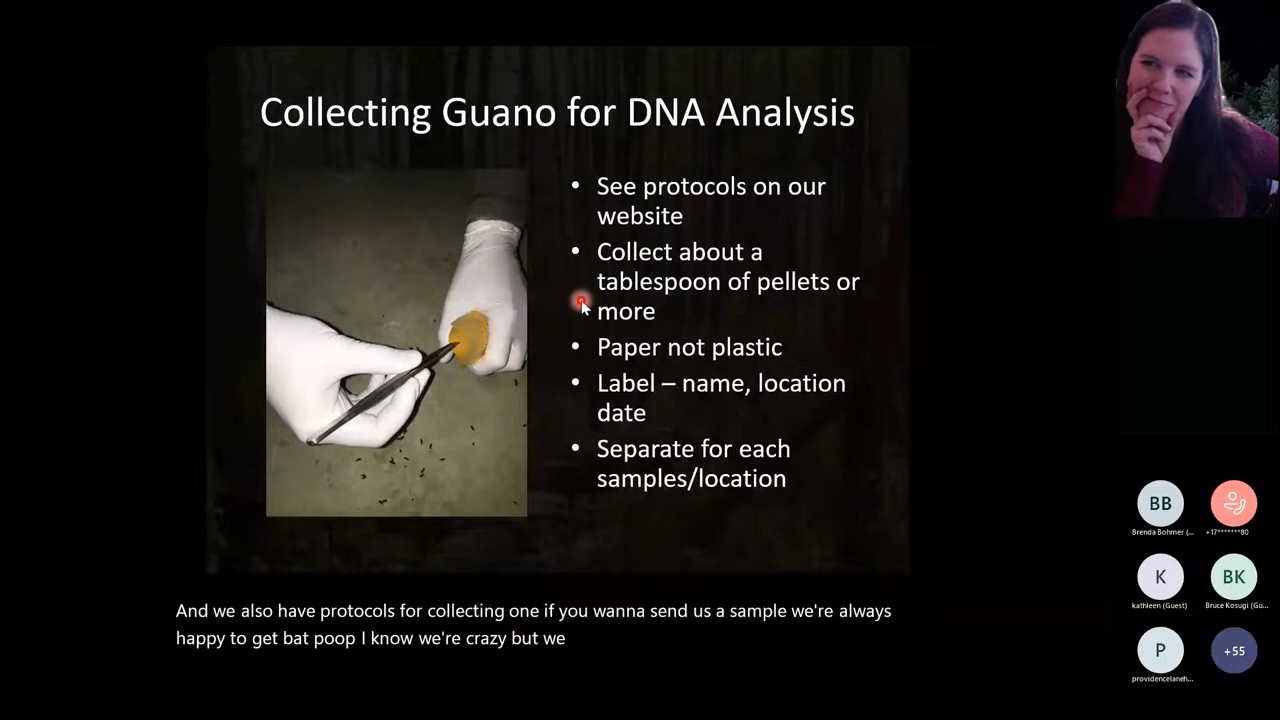 Collecting Guano for DNA Analysis
• See protocols on our
website
• Collect about a
tablespoon of pellets or
more
• Paper not plastic
• Label – name, location
date
• Separate for each
samples/location
And we also have protocols for collecting one if you wanna send us a sample we're always
happy to get bat poop I know we're crazy but we
BB
Brenda Bohmer (...
+17*******80
K
kathleen (Guest)
BK
Bruce Kosugi (Gu...
P
providencelaneh...
+55